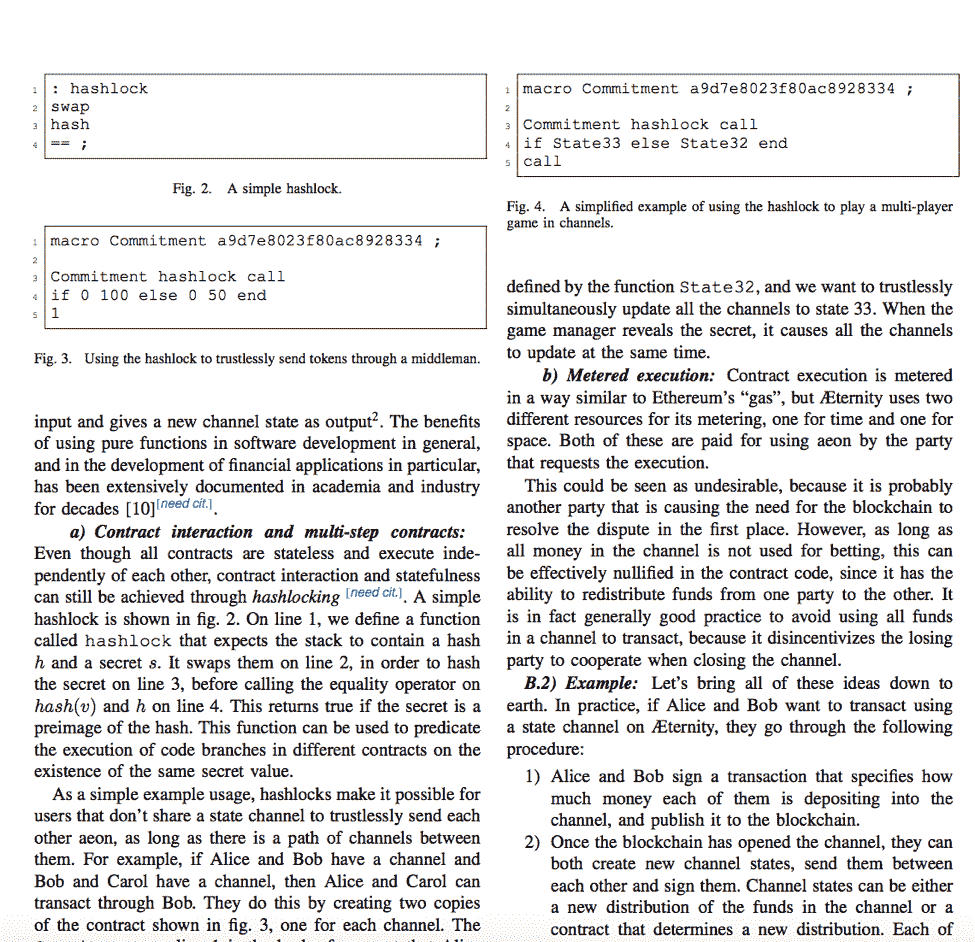 1 : hashlock
2 swap
3 hash
4 == ;
Fig. 2. A simple hashlock.
1 macro Commitment a9d7e8023f80ac8928334 ;
2
3 Commitment hashlock call
4 if 0 100 else 0 50 end
5 1
Fig. 3. Using the hashlock to trustlessly send tokens through a middleman.
input and gives a new channel state as output². The benefits
of using pure functions in software development in general,
and in the development of financial applications in particular,
has been extensively documented in academia and industry
for decades [10][need cit.].
a) Contract interaction and multi-step contracts:
Even though all contracts are stateless and execute inde-
pendently of each other, contract interaction and statefulness
can still be achieved through hashlocking [need cit.]. A simple
hashlock is shown in fig. 2. On line 1, we define a function
called hashlock that expects the stack to contain a hash
h and a secret s. It swaps them on line 2, in order to hash
the secret on line 3, before calling the equality operator on
hash(v) and h on line 4. This returns true if the secret is a
preimage of the hash. This function can be used to predicate
the execution of code branches in different contracts on the
existence of the same secret value.
As a simple example usage, hashlocks make it possible for
users that don't share a state channel to trustlessly send each
other aeon, as long as there is a path of channels between
them. For example, if Alice and Bob have a channel and
Bob and Carol have a channel, then Alice and Carol can
transact through Bob. They do this by creating two copies
of the contract shown in fig. 3, one for each channel. The
1 macro Commitment a9d7e8023f80ac8928334 ;
2
3 Commitment hashlock call
4 if State33 else State32 end
5 call
Fig. 4. A simplified example of using the hashlock to play a multi-player
game in channels.
defined by the function State32, and we want to trustlessly
simultaneously update all the channels to state 33. When the
game manager reveals the secret, it causes all the channels
to update at the same time.
b) Metered execution: Contract execution is metered
in a way similar to Ethereum's "gas", but Æternity uses two
different resources for its metering, one for time and one for
space. Both of these are paid for using aeon by the party
that requests the execution.
This could be seen as undesirable, because it is probably
another party that is causing the need for the blockchain to
resolve the dispute in the first place. However, as long as
all money in the channel is not used for betting, this can
be effectively nullified in the contract code, since it has the
ability to redistribute funds from one party to the other. It
is in fact generally good practice to avoid using all funds
in a channel to transact, because it disincentivizes the losing
party to cooperate when closing the channel.
B.2) Example: Let's bring all of these ideas down to
earth. In practice, if Alice and Bob want to transact using
a state channel on Æternity, they go through the following
procedure:
1) Alice and Bob sign a transaction that specifies how
much money each of them is depositing into the
channel, and publish it to the blockchain.
2) Once the blockchain has opened the channel, they can
both create new channel states, send them between
each other and sign them. Channel states can be either
a new distribution of the funds in the channel or a
contract that determines a new distribution. Each of